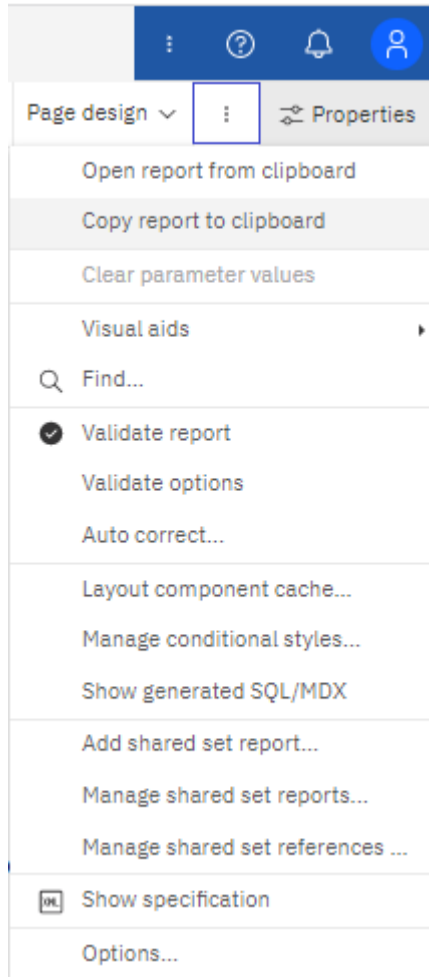 Page design
Properties
Open report from clipboard
Copy report to clipboard
Clear parameter values
Visual aids
Find...
Validate report
Validate options
Auto correct...
Layout component cache...
Manage conditional styles...
Show generated SQL/MDX
Add shared set report...
Manage shared set reports...
Manage shared set references ...
Show specification
Options...